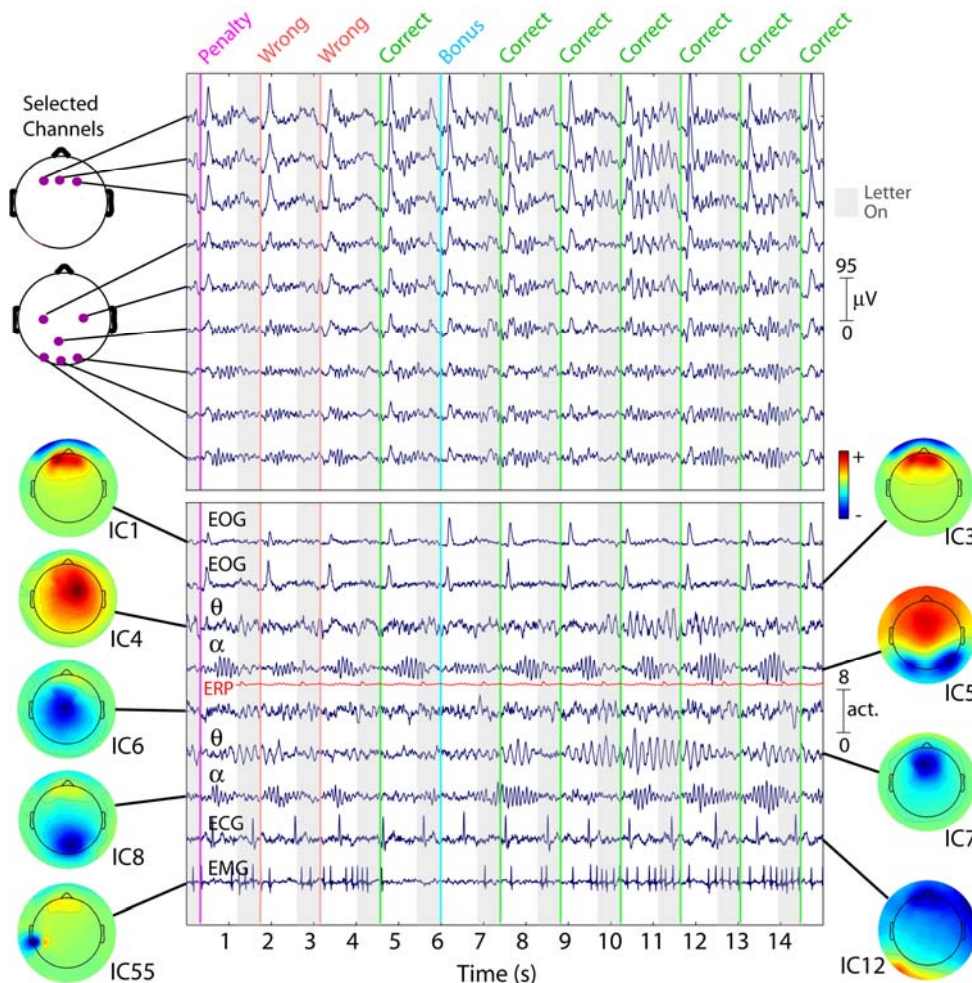 Penalty
Wrong
Wrong
Correct
Bonus
Correct
Correct
Correct
Correct
Correct
Correct
Selected
Channels
Letter
On
95
μV
0
+
-
EOG
IC1
IC3
EOG
θ
IC4
α
IC5
ERP
8
act.
0
IC6
θ
IC7
α
IC8
ECG
EMG
IC55
IC12
1 2 3 4 5 6 7 8 9 10 11 12 13 14
Time (s)